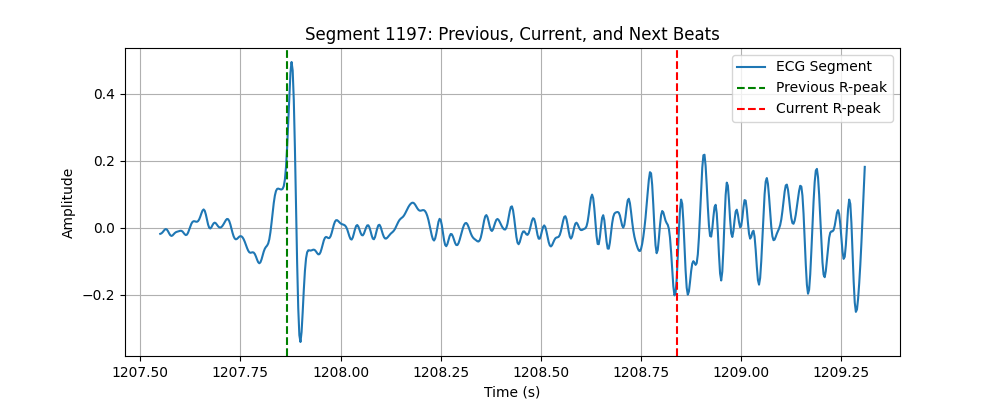 Segment 1197: Previous, Current, and Next Beats
ECG Segment
Previous R-peak
Current R-peak
Amplitude
0.4
0.2
0.0
−0.2
1207.50 1207.75 1208.00 1208.25 1208.50 1208.75 1209.00 1209.25
Time (s)